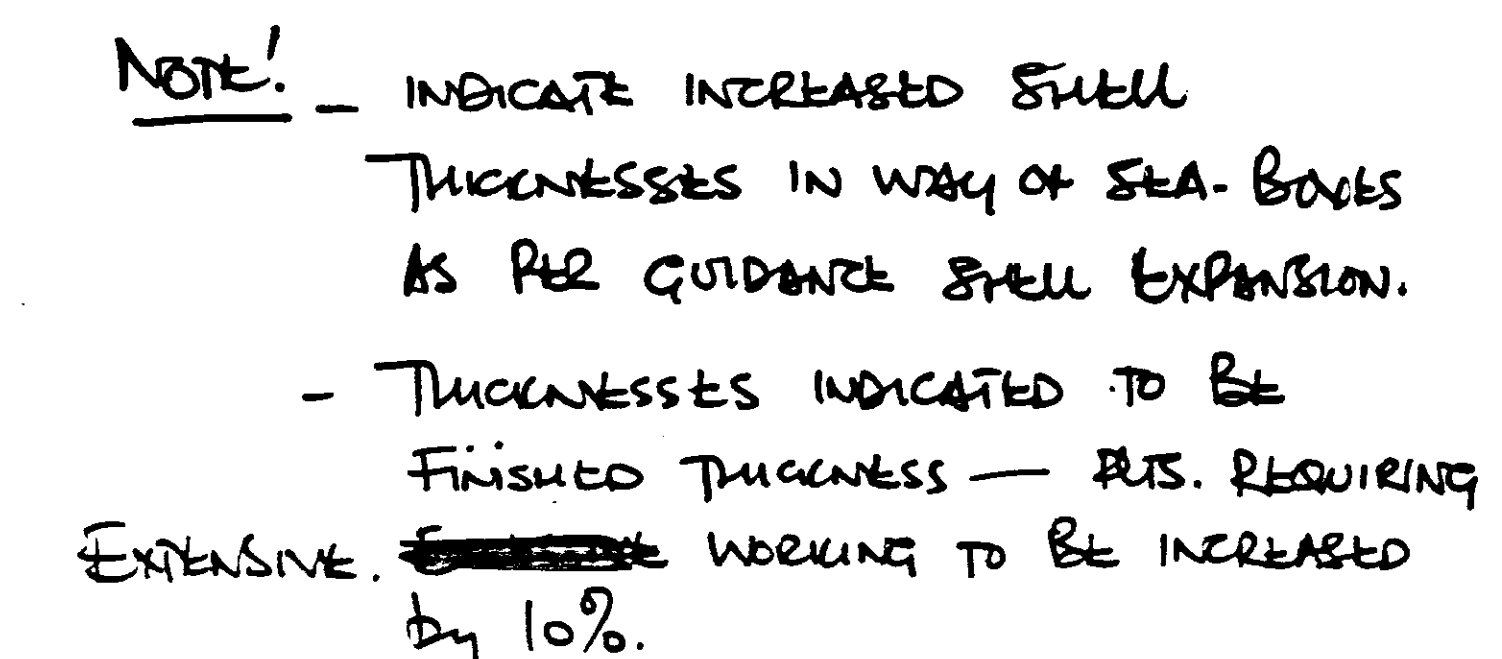 NOTE! - INDICATE INCREASED SHELL
THICKNESSES IN WAY OF SEA-BOXES
AS PER GUIDANCE SHELL EXPANSION.
- THICKNESSES INDICATED TO BE
FINISHED THICKNESS — PLTS. REQUIRING
EXTENSIVE. WORKING TO BE INCREASED
by 10%.